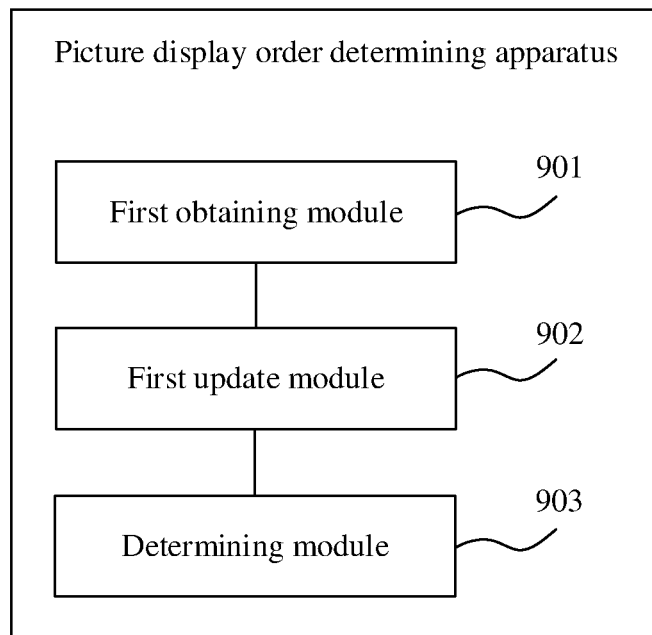 Picture display order determining apparatus
901
First obtaining module
902
First update module
903
Determining module